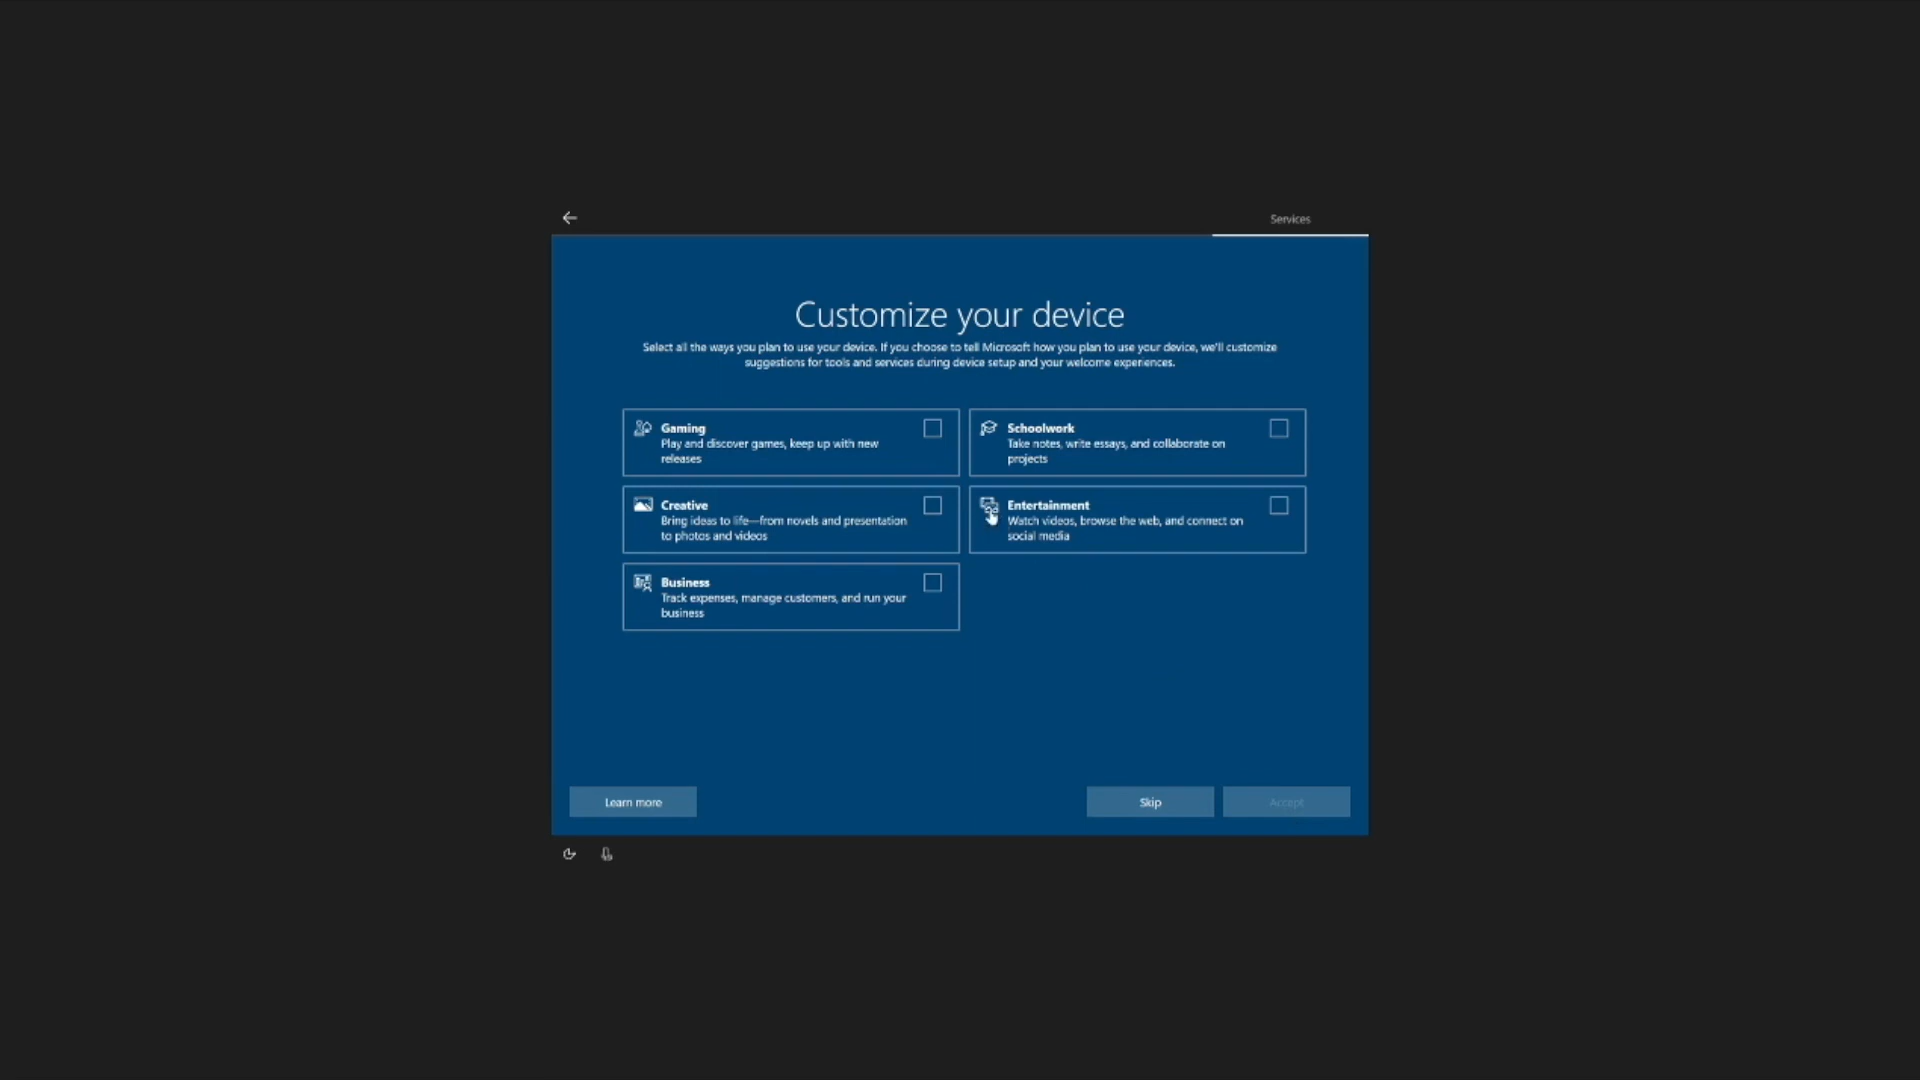 Services
Customize your device
Select all the ways you plan to use your device. If you choose to tell Microsoft how you plan to use your device, we'll customize
suggestions for tools and services during device setup and your welcome experiences.
Gaming
Play and discover games, keep up with new
releases
Schoolwork
Take notes, write essays, and collaborate on
projects
Creative
Bring ideas to life—from novels and presentation
to photos and videos
Entertainment
Watch videos, browse the web, and connect on
social media
Business
Track expenses, manage customers, and run your
business
Learn more
Skip
Accept